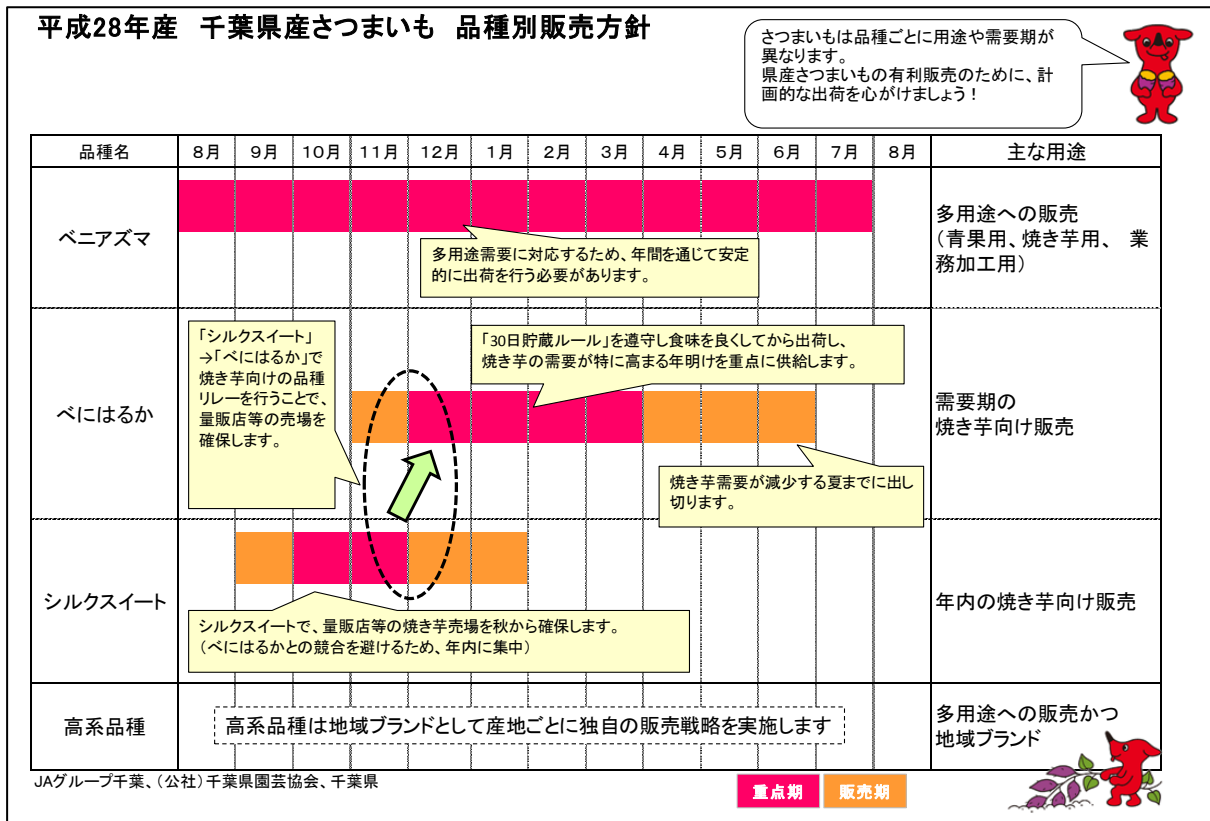 平成28年産 千葉県産さつまいも 品種別販売方針
さつまいもは品種ごとに用途や需要期が
異なります。
県産さつまいもの有利販売のために、計
画的な出荷を心がけましょう！
品種名 8月 9月 10月 11月 12月 1月 2月 3月 4月 5月 6月 7月 8月 主な用途
ベニアズマ
多用途需要に対応するため、年間を通じて安定
的に出荷を行う必要があります。
多用途への販売
（青果用、焼き芋用、 業
務加工用）
べにはるか
「シルクスイート」
→「べにはるか」で
焼き芋向けの品種
リレーを行うことで、
量販店等の売場を
確保します。
「30日貯蔵ルール」を遵守し食味を良くしてから出荷し、
焼き芋の需要が特に高まる年明けを重点に供給します。
焼き芋需要が減少する夏までに出し
切ります。
需要期の
焼き芋向け販売
シルクスイート
シルクスイートで、量販店等の焼き芋売場を秋から確保します。
（べにはるかとの競合を避けるため、年内に集中）
年内の焼き芋向け販売
高系品種
高系品種は地域ブランドとして産地ごとに独自の販売戦略を実施します
多用途への販売かつ
地域ブランド
JAグループ千葉、（公社）千葉県園芸協会、千葉県
重点期 販売期